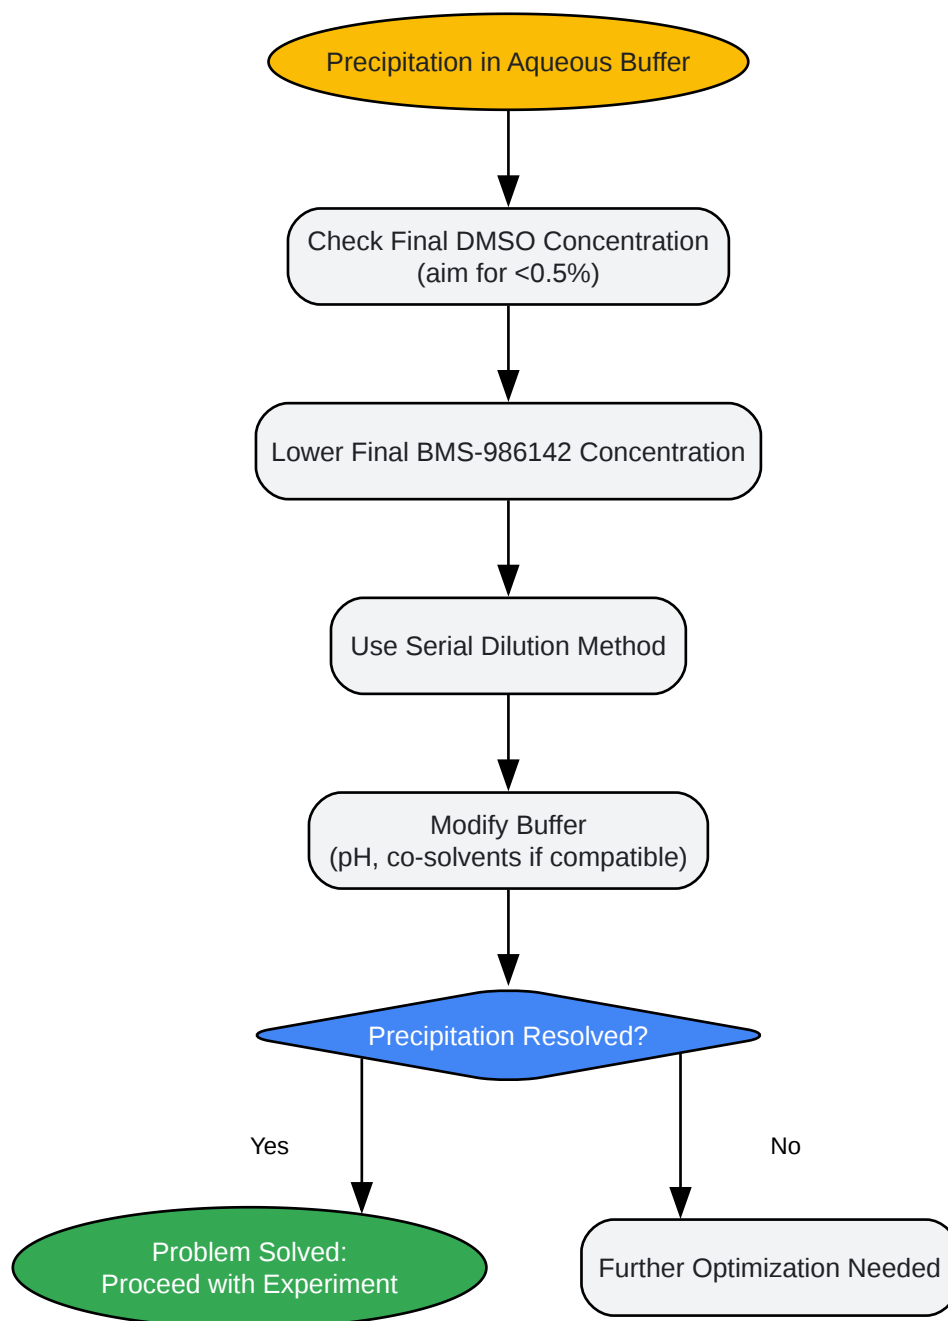 Precipitation in Aqueous Buffer
Check Final DMSO Concentration
(aim for <0.5%)
Lower Final BMS-986142 Concentration
Use Serial Dilution Method
Modify Buffer
(pH, co-solvents if compatible)
Precipitation Resolved?
Yes
No
Problem Solved:
Proceed with Experiment
Further Optimization Needed